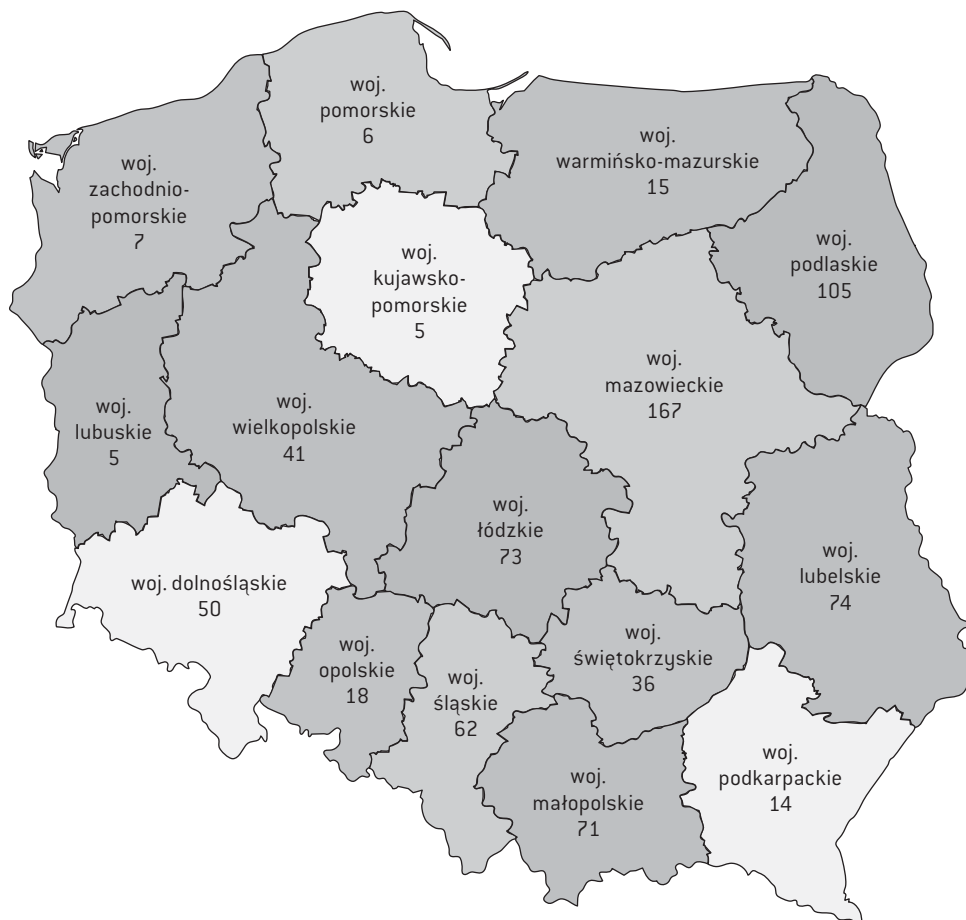 woj.
pomorskie
6
woj.
warmińsko-mazurskie
15
woj.
zachodnio-
pomorskie
7
woj.
podlaskie
105
woj.
kujawsko-
pomorskie
5
woj.
mazowieckie
167
woj.
lubuskie
5
woj.
wielkopolskie
41
woj.
łódzkie
73
woj.
lubelskie
74
woj. dolnośląskie
50
woj.
opolskie
18
woj.
śląskie
62
woj.
świętokrzyskie
36
woj.
małopolskie
71
woj.
podkarpackie
14